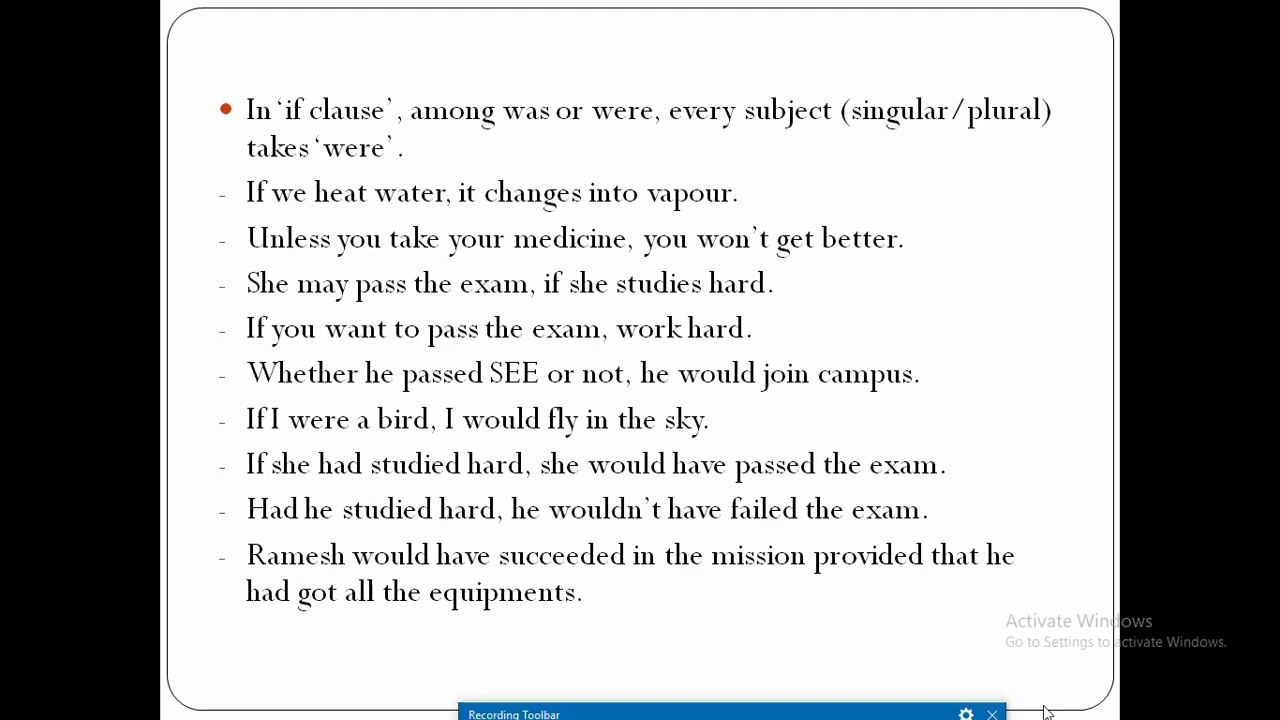 • In ‘if clause’, among was or were, every subject (singular/plural)
takes ‘were’.
- If we heat water, it changes into vapour.
- Unless you take your medicine, you won’t get better.
- She may pass the exam, if she studies hard.
- If you want to pass the exam, work hard.
- Whether he passed SEE or not, he would join campus.
- If I were a bird, I would fly in the sky.
- If she had studied hard, she would have passed the exam.
- Had he studied hard, he wouldn’t have failed the exam.
- Ramesh would have succeeded in the mission provided that he
had got all the equipments.
Activate Windows
Go to Settings to activate Windows.
Recording Toolbar